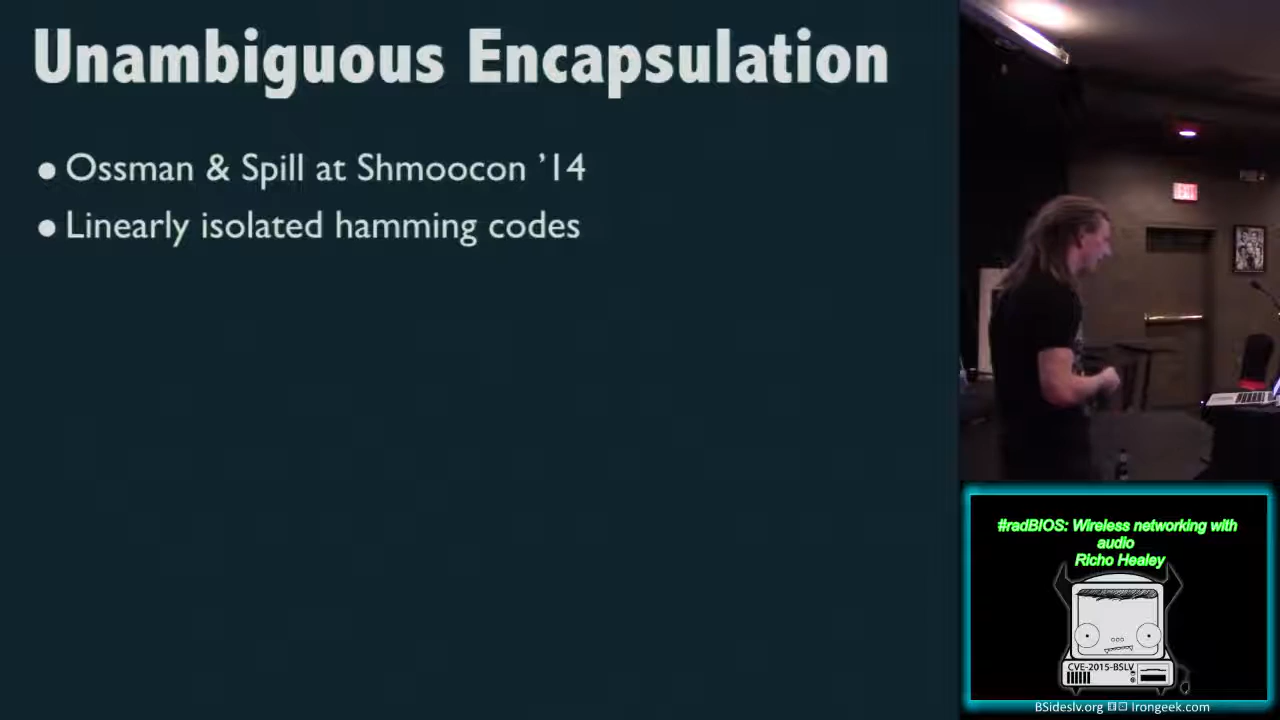 Unambiguous Encapsulation
● Ossman & Spill at Shmoocon ’14
● Linearly isolated hamming codes
EXIT
#radBIOS: Wireless networking with
audio
Richo Healey
CVE-2015-BSLV
BSideslv.org Irongeek.com